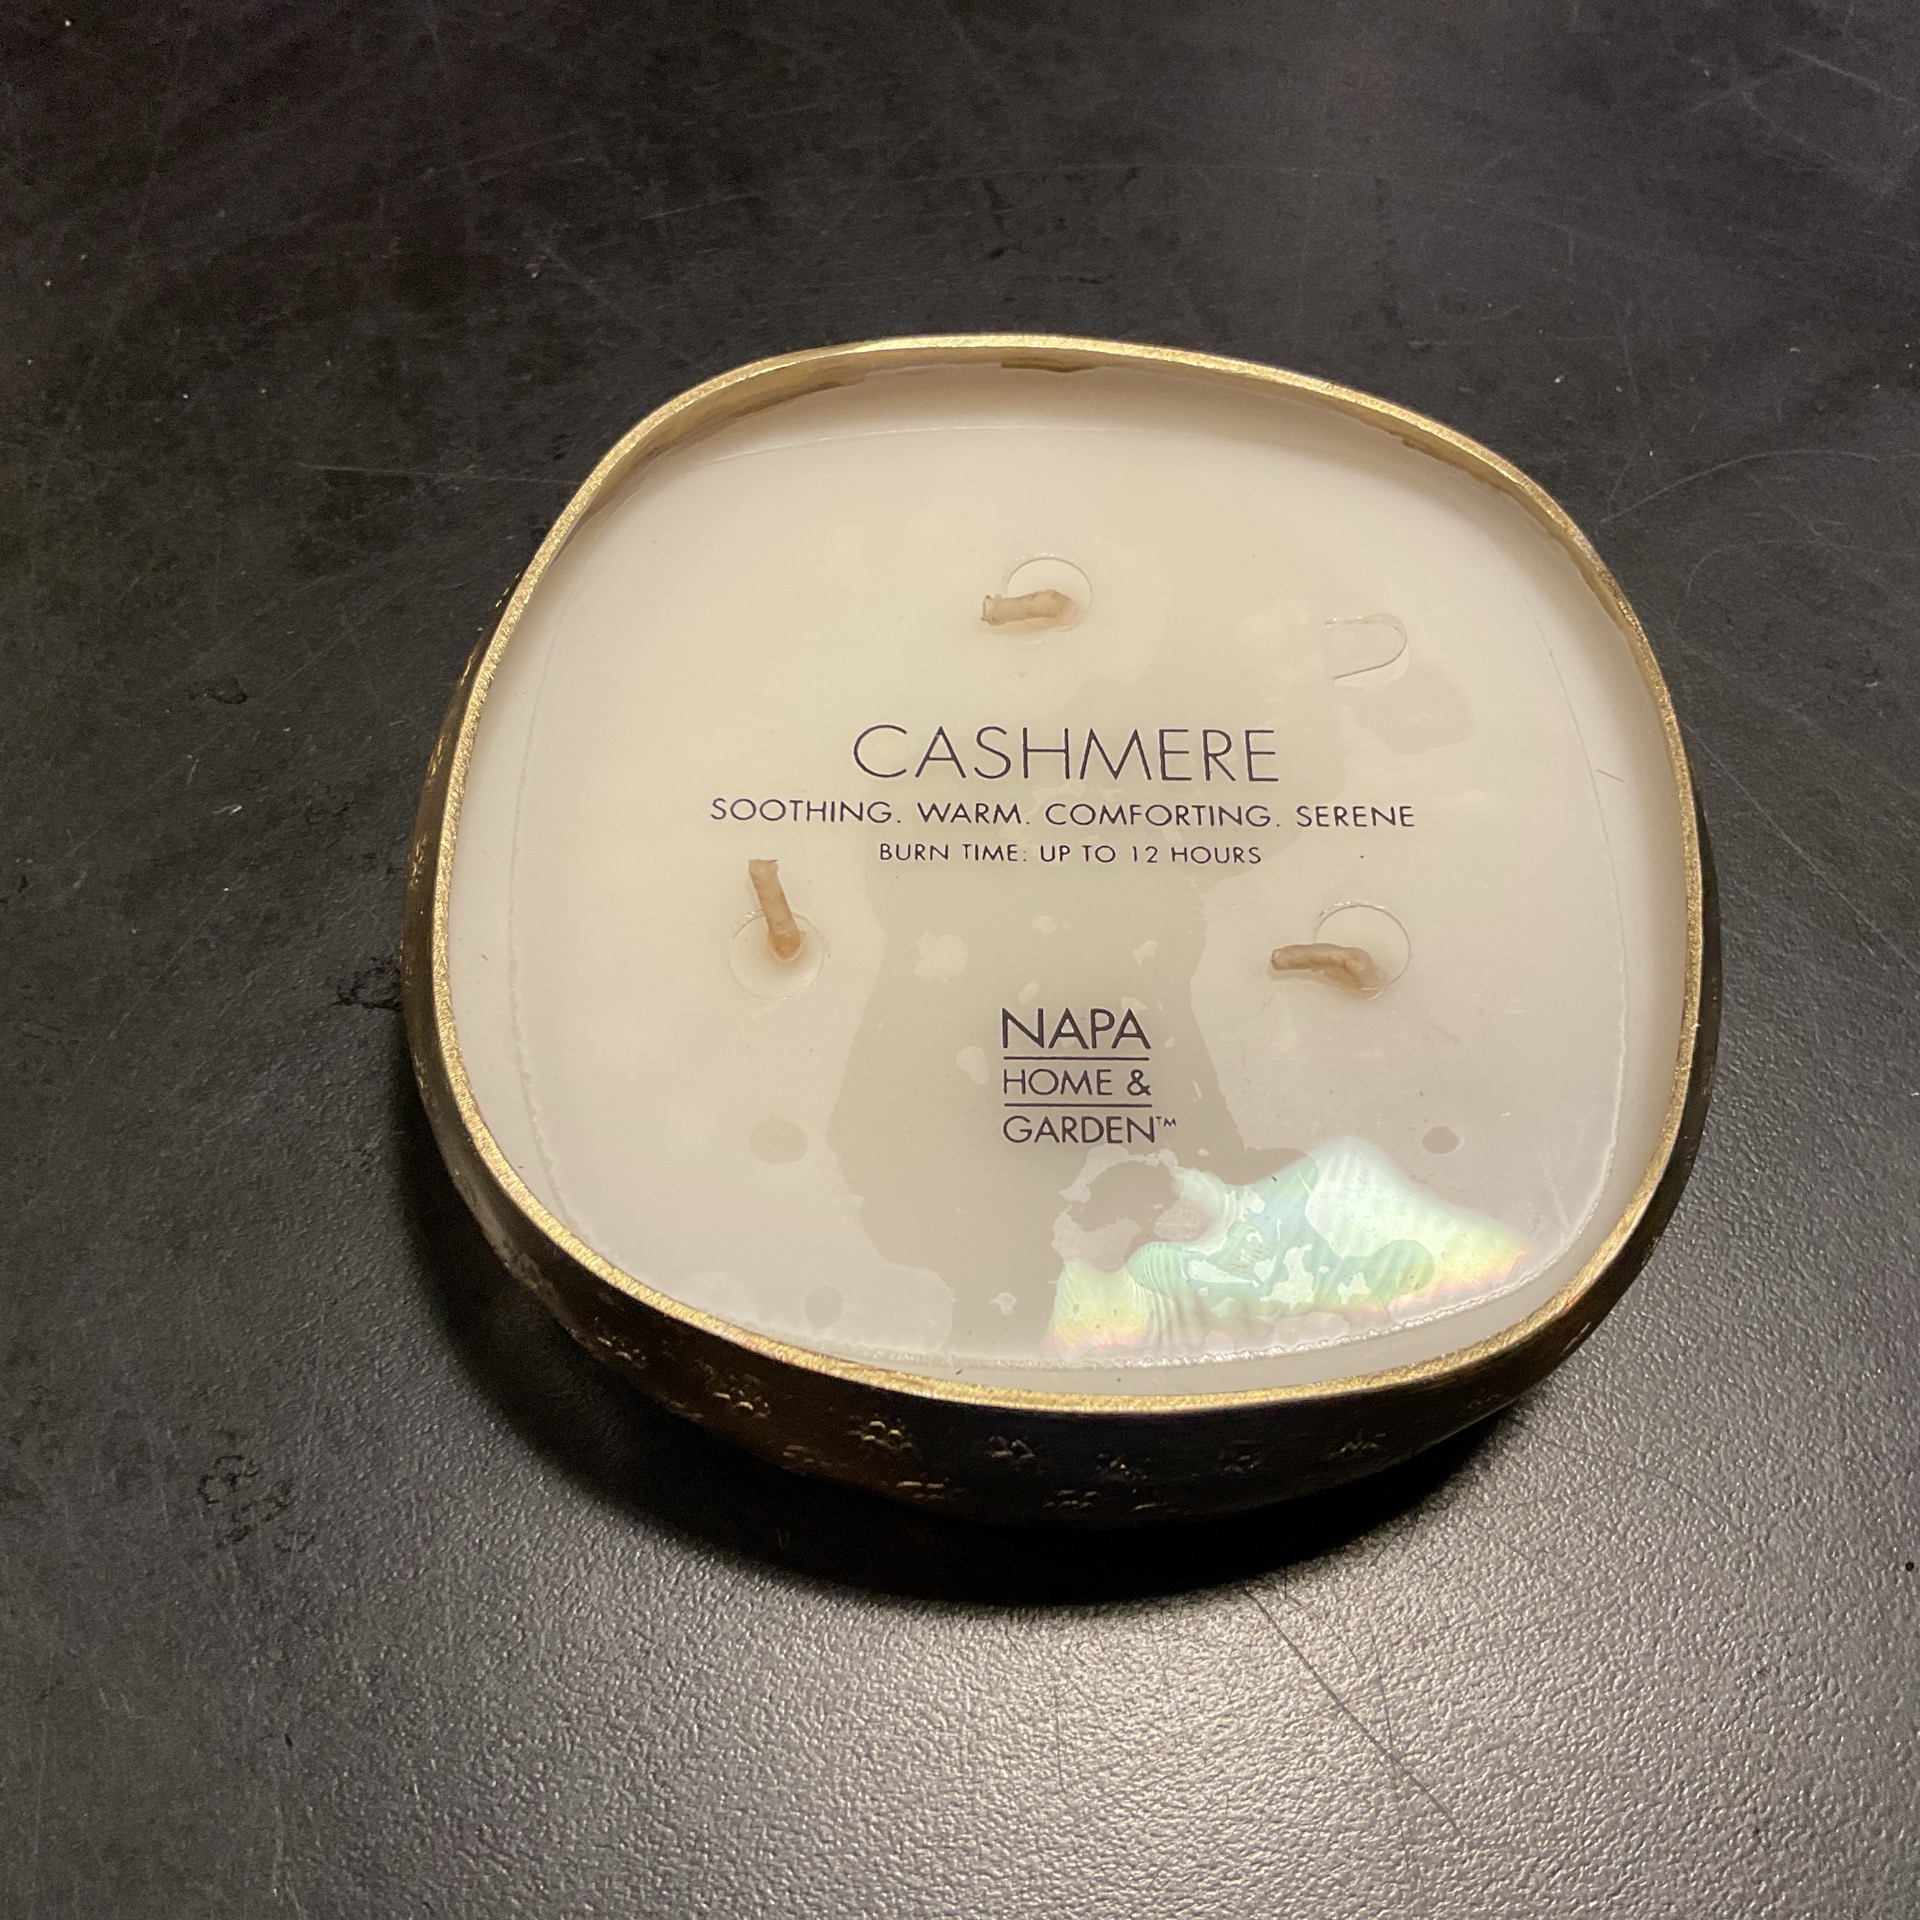 CASHMERE
SOOTHING. WARM. COMFORTING. SERENE
BURN TIME: UP TO 12 HOURS
NAPA
HOME &
GARDEN™